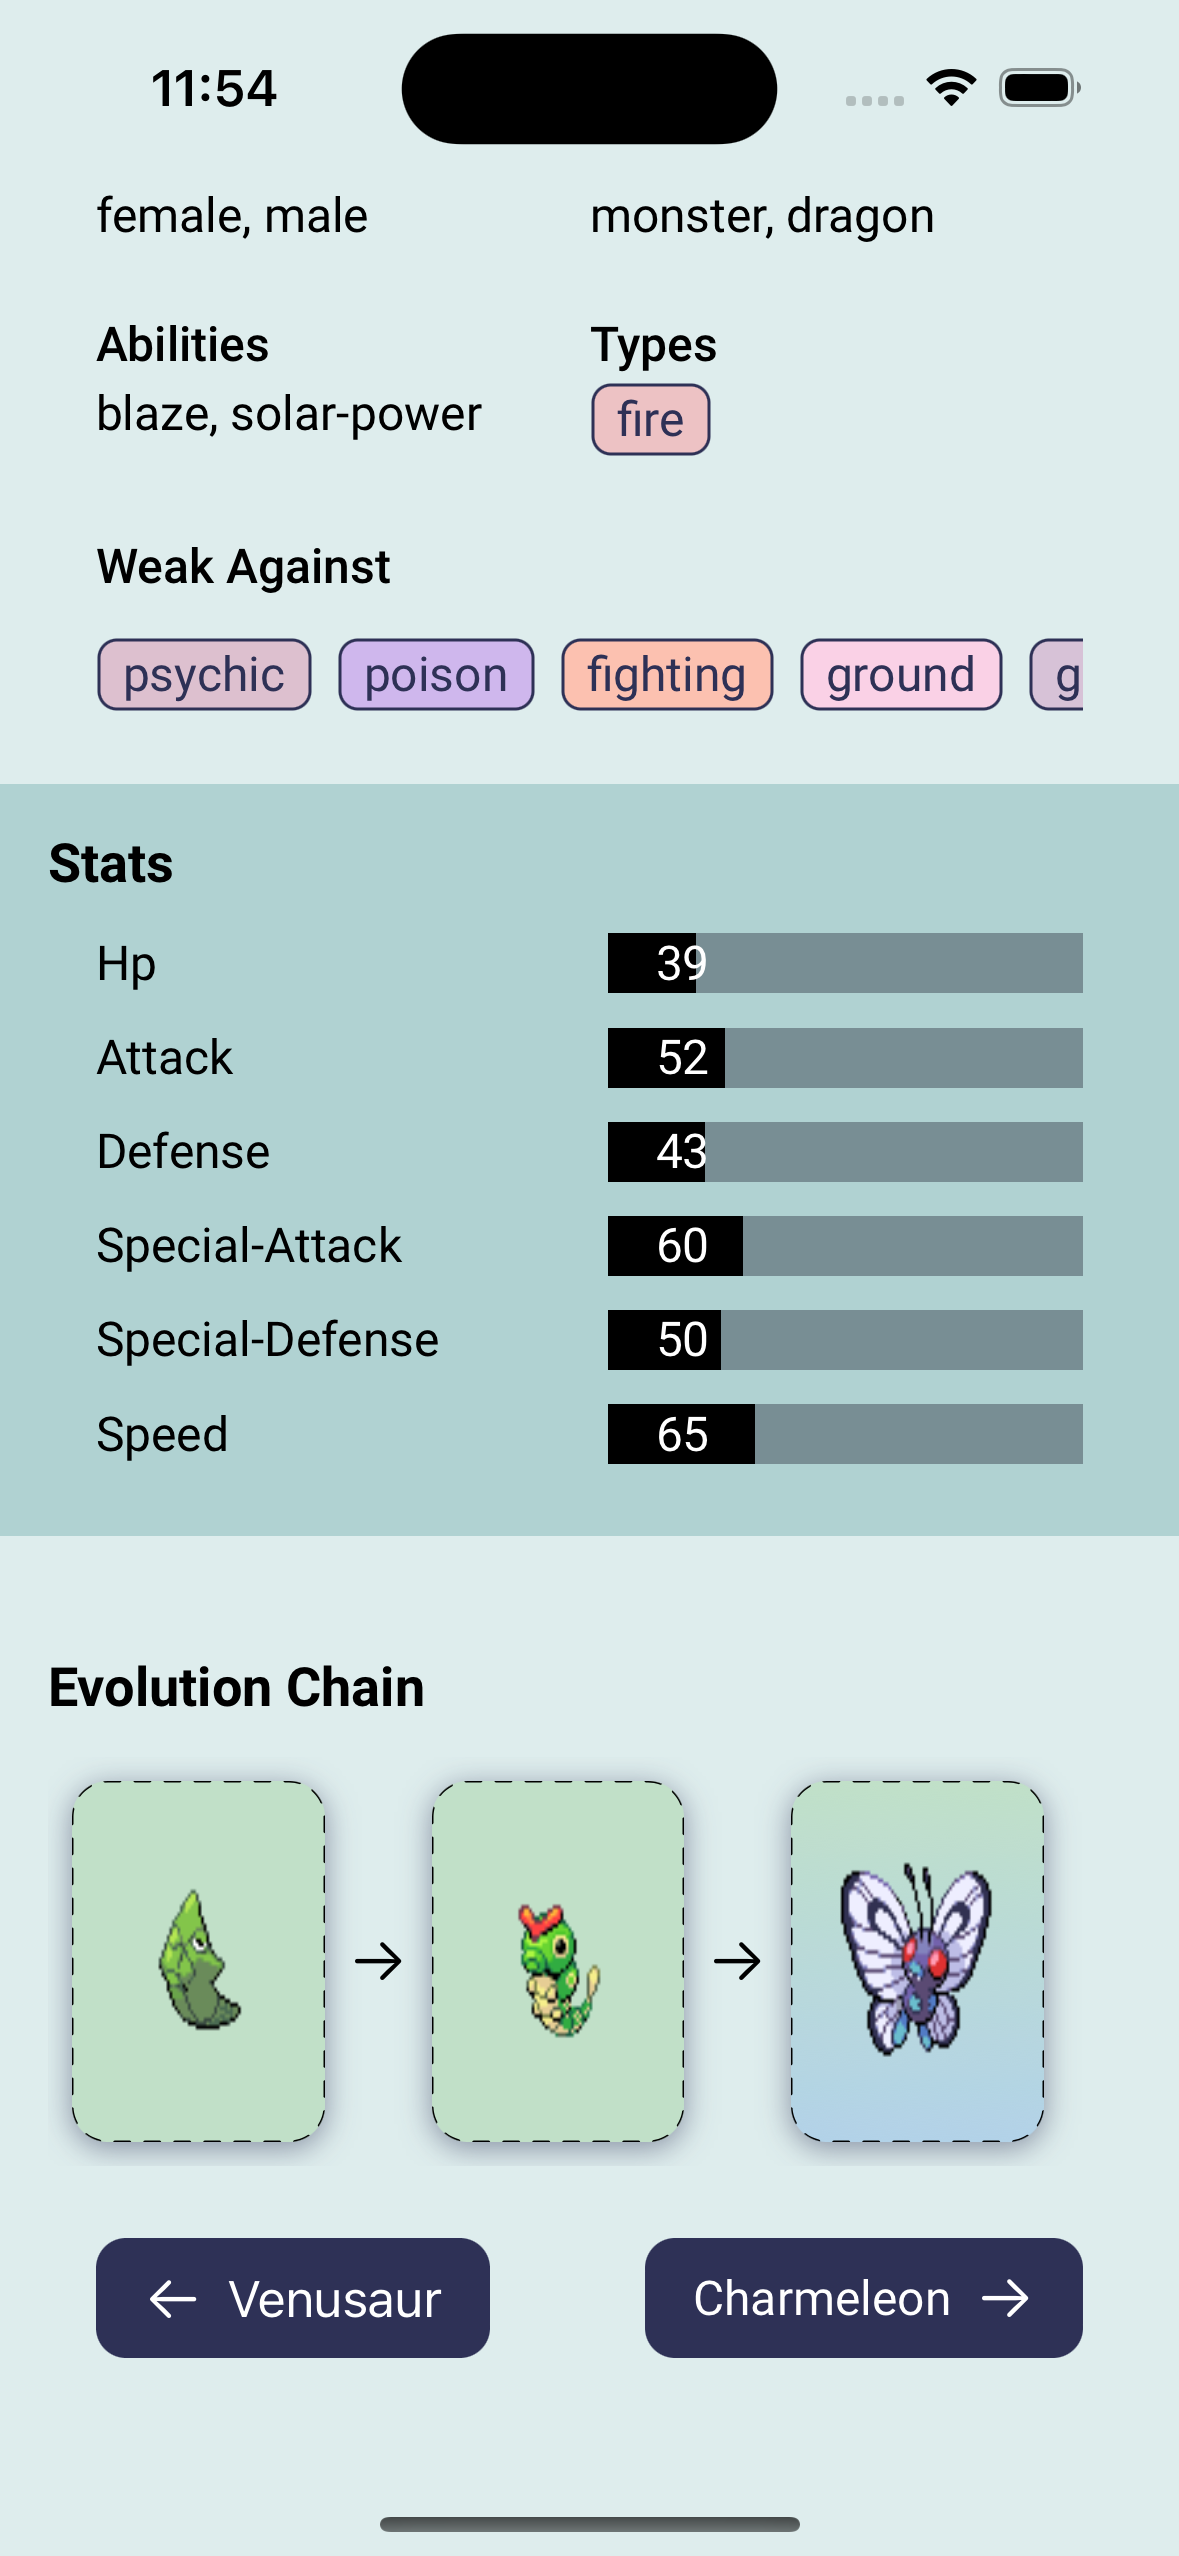 11:54
female, male
monster, dragon
Abilities
Types
blaze, solar-power
fire
Weak Against
psychic
poison
fighting
ground
g
Stats
Hp
39
Attack
52
Defense
43
Special-Attack
60
Special-Defense
50
Speed
65
Evolution Chain
← Venusaur
Charmeleon →